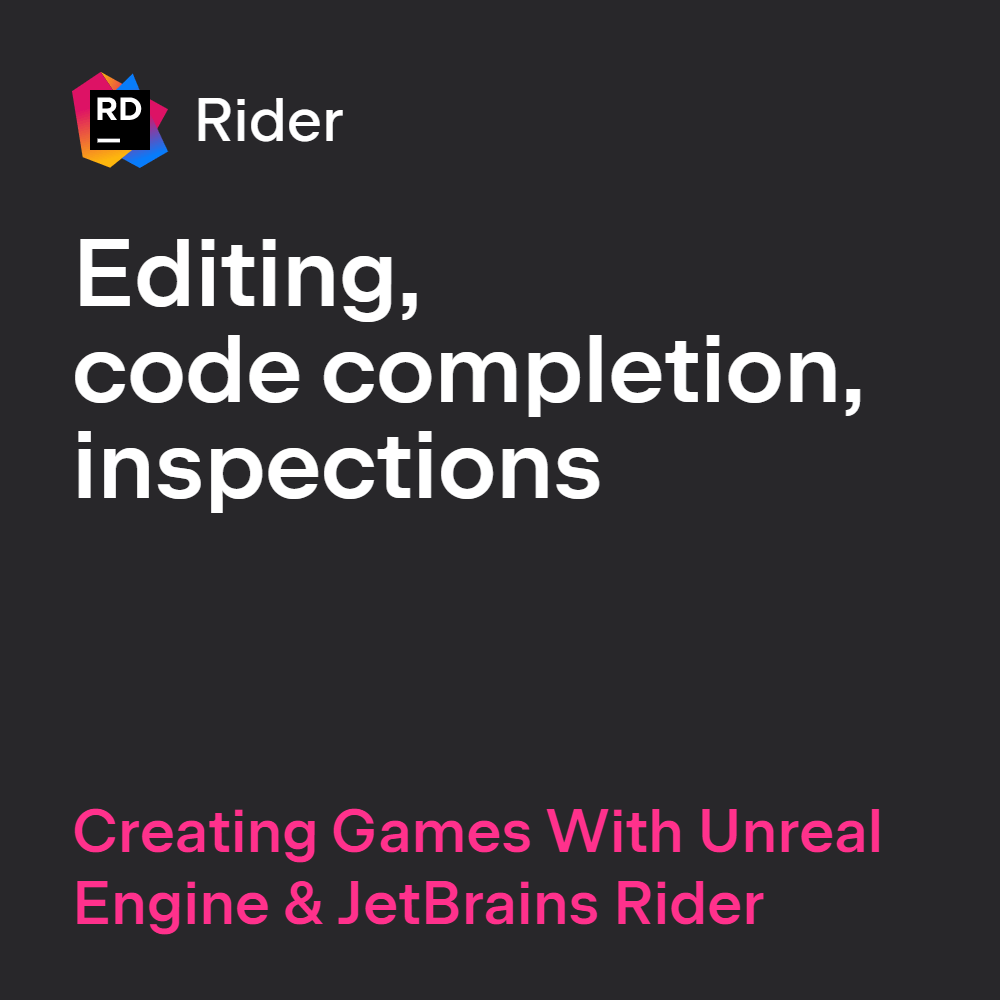 RD
Rider
Editing,
code completion,
inspections
Creating Games With Unreal
Engine & JetBrains Rider